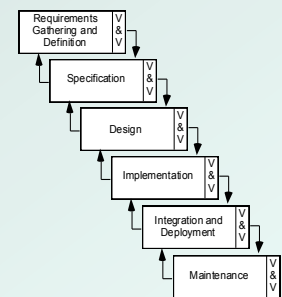 Requirements
Gathering and
Definition
V
&
V
Specification
V
&
V
Design
V
&
V
Implementation
V
&
V
Integration and
Deployment
V
&
V
Maintenance
V
&
V